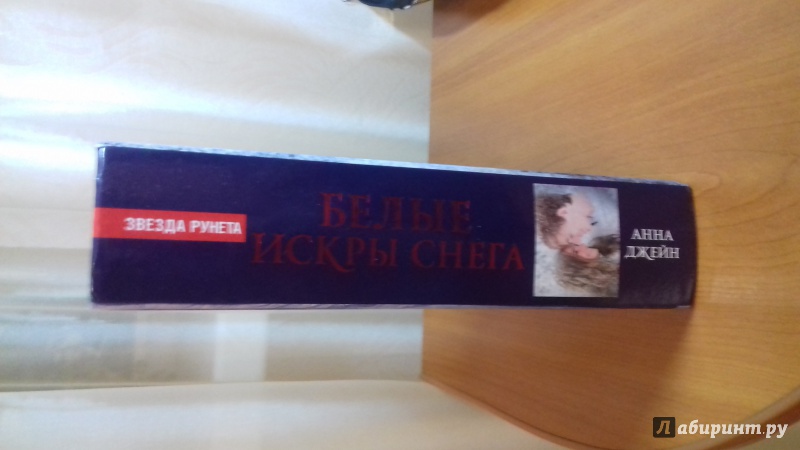 ЗВЕЗДА РУНЕТА
БЕЛЫЕ
ИСКРЫ СНЕГА
АННА
ДЖЕЙН
Лабиринт.ру